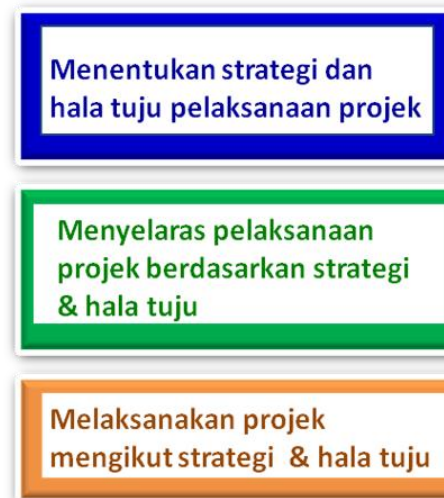 Menentukan strategi dan
hala tuju pelaksanaan projek
Menyelaras pelaksanaan
projek berdasarkan strategi
& hala tuju
Melaksanakan projek
mengikut strategi & hala tuju